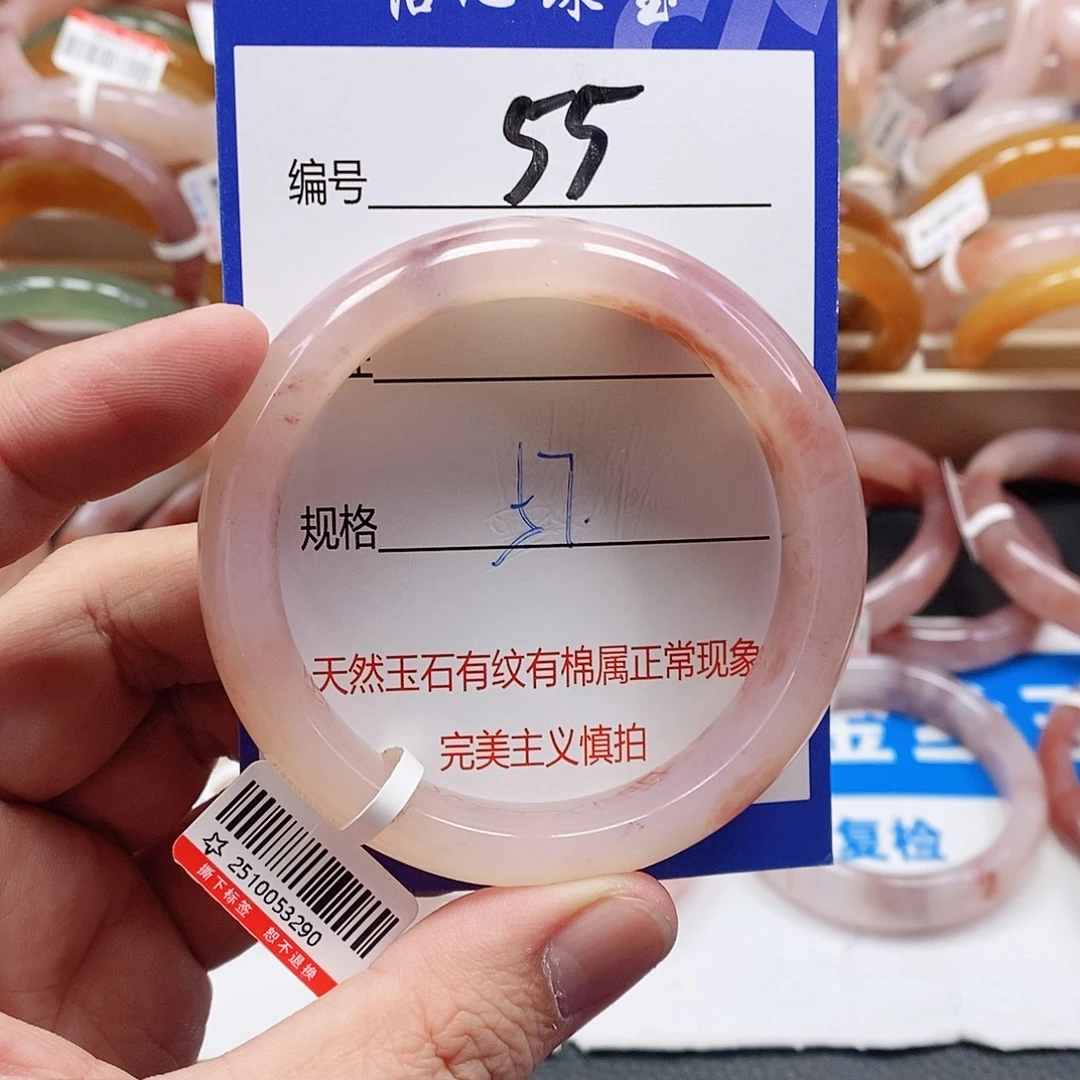 编号 55
规格 57.
天然玉石有纹有棉属正常现象
完美主义慎拍
2510053290
撕下标签 恕不退换
复检